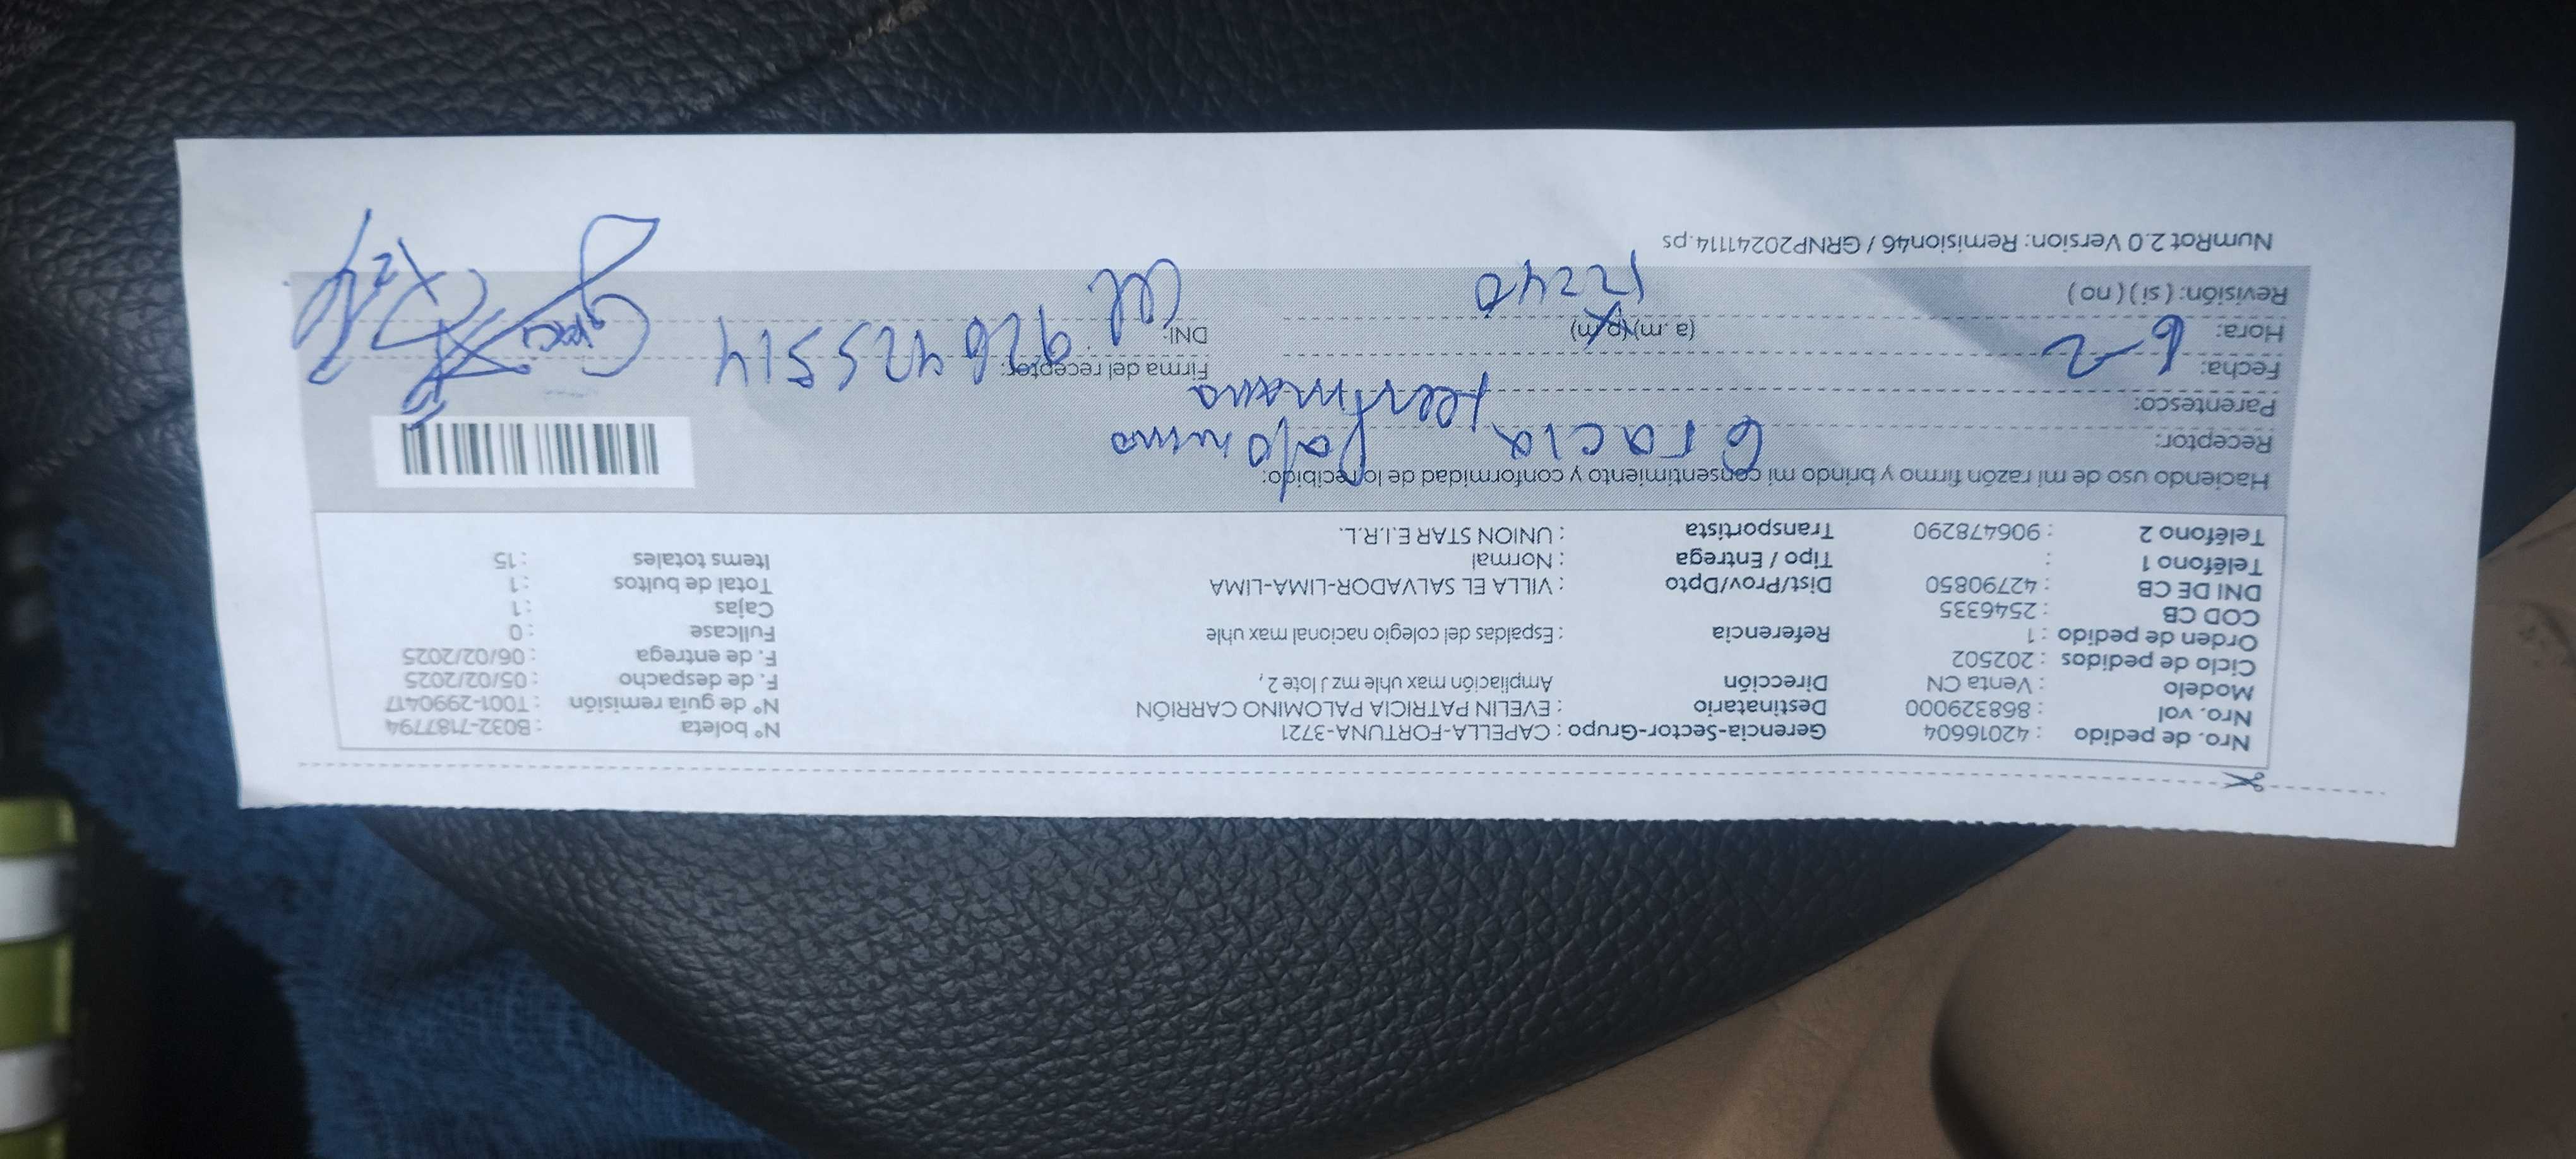 Nro. de pedido : 42016604 Gerencia-Sector-Grupo : CAPELLA-FORTUNA-3721 N° boleta : B032-7187794
Nro. vol : 868329000 Destinatario : EVELIN PATRICIA PALOMINO CARRIÓN N° de guía remisión : T001-2990417
Modelo : Venta CN Dirección Ampliación max uhle mz J lote 2, F. de despacho : 05/02/2025
Ciclo de pedidos : 202502 F. de entrega : 06/02/2025
Orden de pedido : 1 Referencia : Espaldas del colegio nacional max uhle Fullcase : 0
COD CB : 2546335 Cajas : 1
DNI DE CB : 42790850 Dist/Prov/Dpto : VILLA EL SALVADOR-LIMA-LIMA Total de bultos : 1
Teléfono 1 : Tipo / Entrega : Normal Items totales : 15
Teléfono 2 : 906478290 Transportista : UNION STAR E.I.R.L.
Haciendo uso de mi razón firmo y brindo mi consentimiento y conformidad de lo recibido:
Receptor: Gracia Palomino
Parentesco: Hermana
Fecha: 6-2 Firma del receptor:
Hora: (a. m) (p. m) DNI: 926425514
Revisión: ( si ) ( no ) 1240 Cel
NumRot 2.0 Version: Remision46 / GRNP20241114.ps